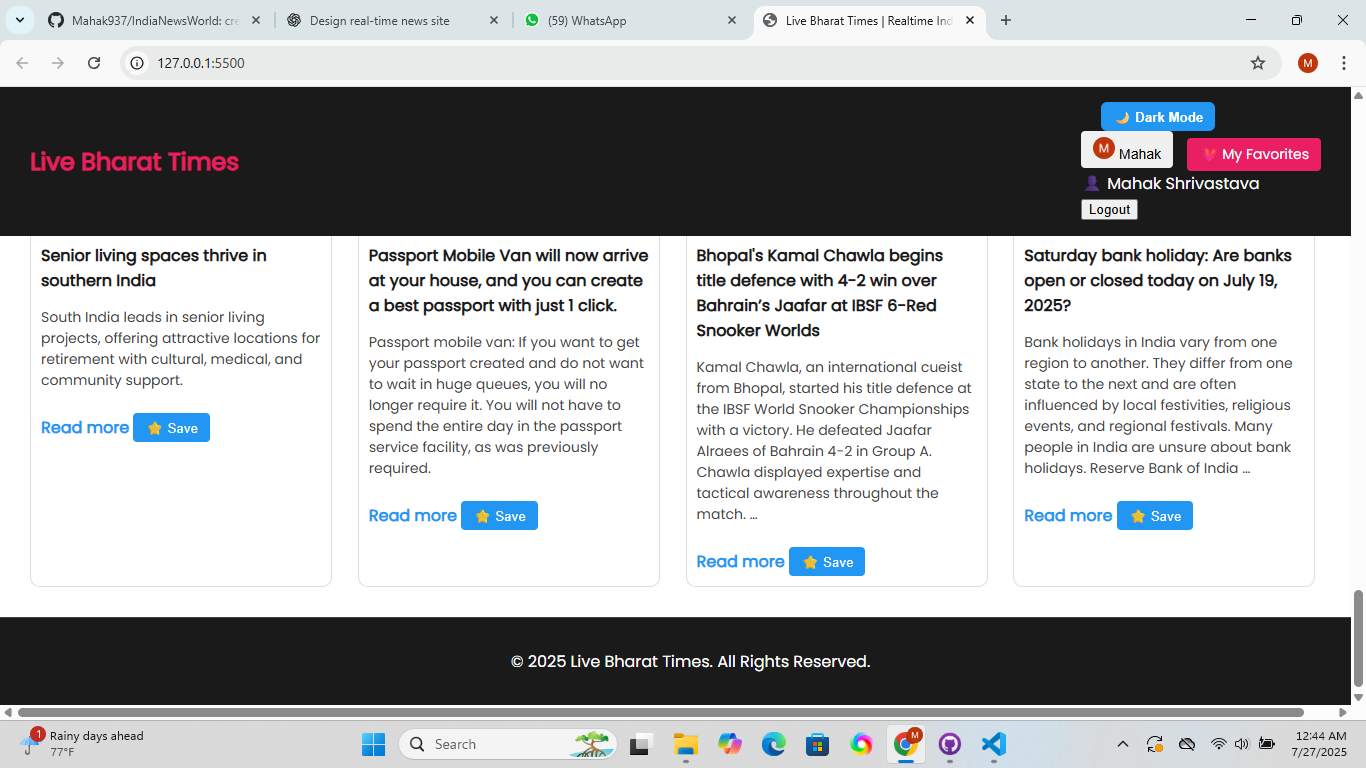 Mahak937/IndiaNewsWorld: cre
Design real-time news site
(59) WhatsApp
Live Bharat Times | Realtime Ind
127.0.0.1:5500
M
Dark Mode
Live Bharat Times
M Mahak
My Favorites
Mahak Shrivastava
Logout
Senior living spaces thrive in
southern India
South India leads in senior living
projects, offering attractive locations for
retirement with cultural, medical, and
community support.
Read more Save
Passport Mobile Van will now arrive
at your house, and you can create
a best passport with just 1 click.
Passport mobile van: If you want to get
your passport created and do not want
to wait in huge queues, you will no
longer require it. You will not have to
spend the entire day in the passport
service facility, as was previously
required.
Read more Save
Bhopal's Kamal Chawla begins
title defence with 4-2 win over
Bahrain’s Jaafar at IBSF 6-Red
Snooker Worlds
Kamal Chawla, an international cueist
from Bhopal, started his title defence at
the IBSF World Snooker Championships
with a victory. He defeated Jaafar
Alraees of Bahrain 4-2 in Group A.
Chawla displayed expertise and
tactical awareness throughout the
match. …
Read more Save
Saturday bank holiday: Are banks
open or closed today on July 19,
2025?
Bank holidays in India vary from one
region to another. They differ from one
state to the next and are often
influenced by local festivities, religious
events, and regional festivals. Many
people in India are unsure about bank
holidays. Reserve Bank of India …
Read more Save
© 2025 Live Bharat Times. All Rights Reserved.
1
Rainy days ahead
77°F
Search
M
12:44 AM
7/27/2025